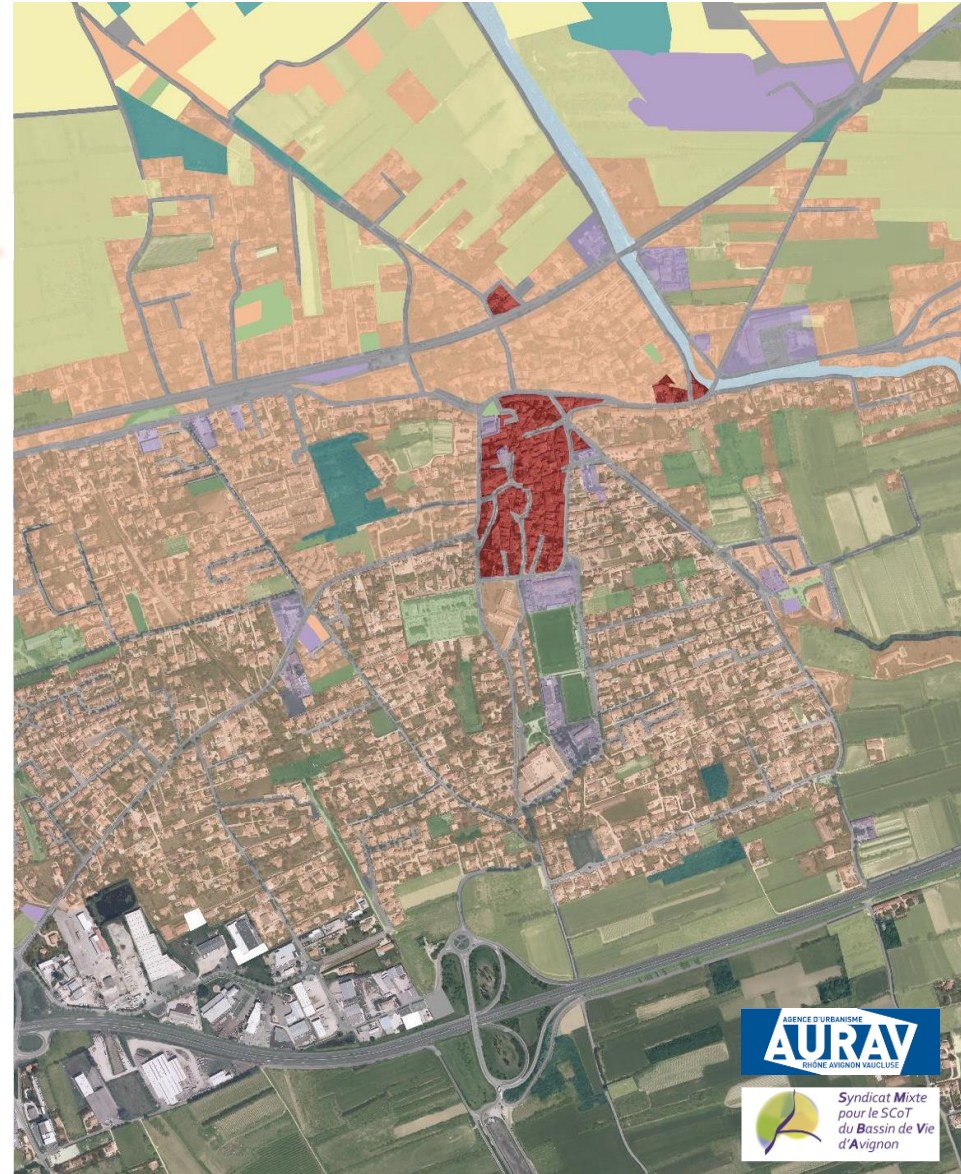 AGENCE D'URBANISME
AURAV
RHÔNE AVIGNON VAUCLUSE
Syndicat Mixte
pour le SCoT
du Bassin de Vie
d'Avignon